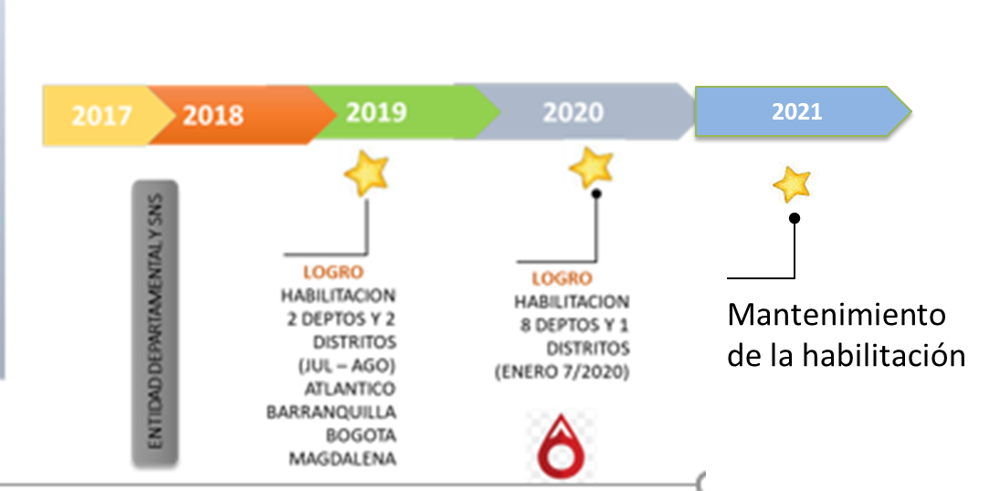 2017
2018
2019
2020
2021
ENTIDAD DEPARTAMENTAL Y SNS
LOGRO
HABILITACION
2 DEPTOS Y 2
DISTRITOS
(JUL – AGO)
ATLANTICO
BARRANQUILLA
BOGOTA
MAGDALENA
LOGRO
HABILITACION
8 DEPTOS Y 1
DISTRITOS
(ENERO 7/2020)
Mantenimiento
de la habilitación